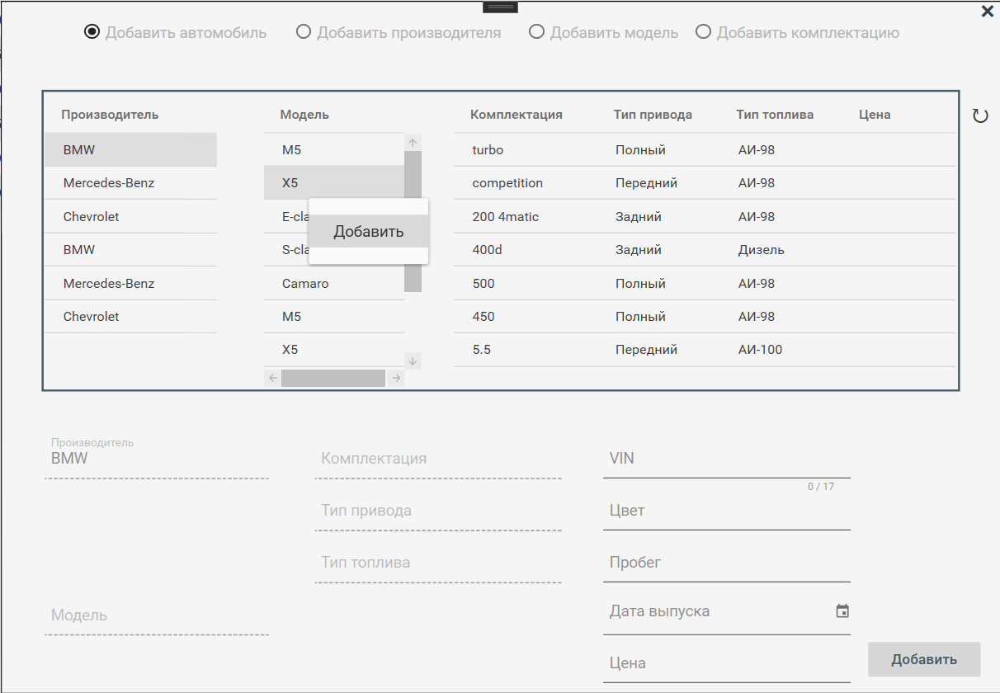 Добавить автомобиль Добавить производителя Добавить модель Добавить комплектацию
Производитель Модель Комплектация Тип привода Тип топлива Цена
BMW M5 turbo Полный АИ-98
Mercedes-Benz X5 competition Передний АИ-98
Chevrolet E-cla 200 4matic Задний АИ-98
Добавить
BMW S-cla 400d Задний Дизель
Mercedes-Benz Camaro 500 Полный АИ-98
Chevrolet M5 450 Полный АИ-98
X5 5.5 Передний АИ-100
Производитель
BMW Комплектация VIN
0 / 17
Тип привода Цвет
Тип топлива Пробег
Модель Дата выпуска
Цена Добавить